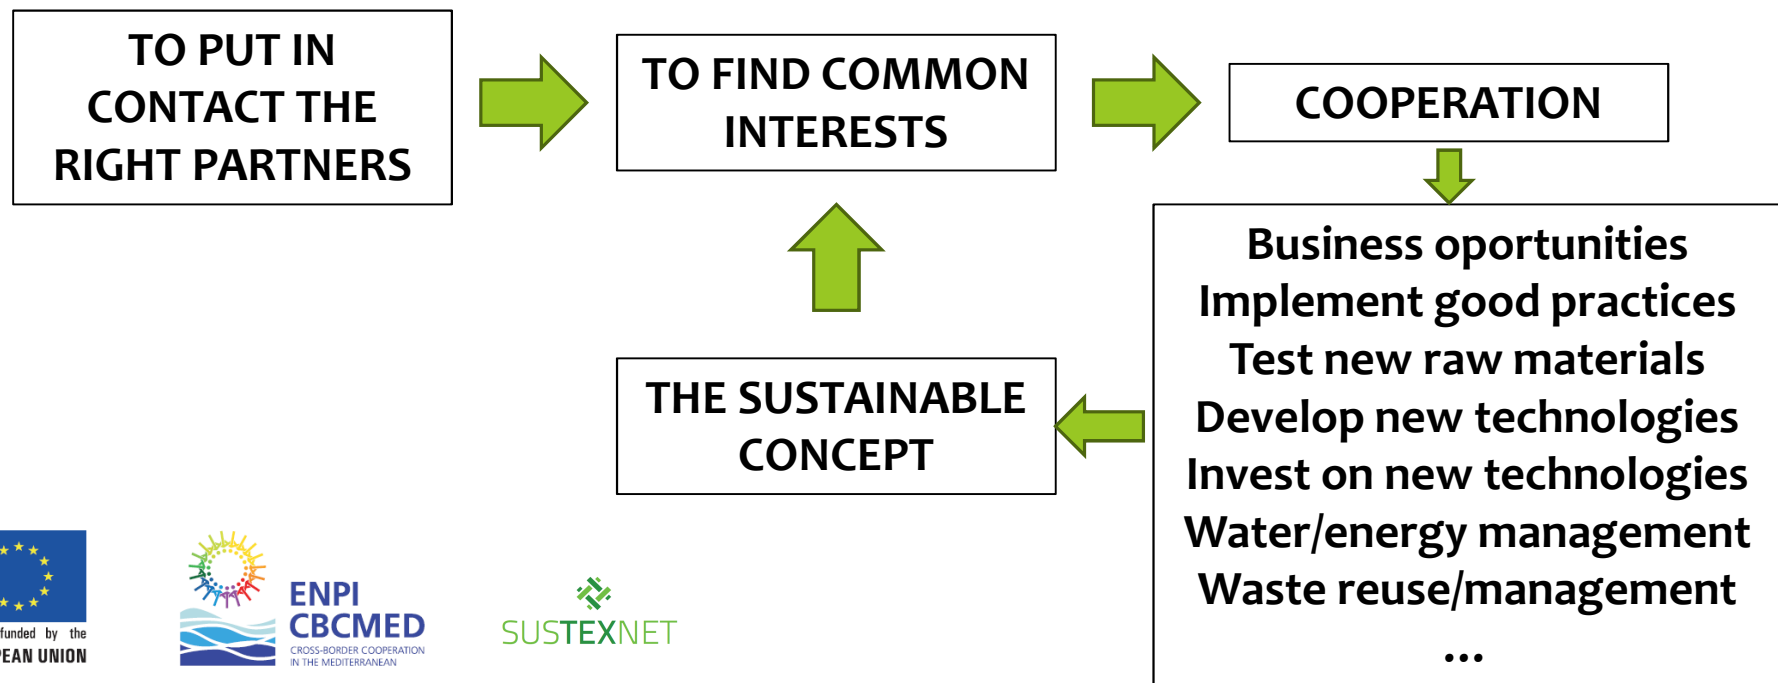 TO PUT IN
CONTACT THE
RIGHT PARTNERS
TO FIND COMMON
INTERESTS
COOPERATION
Business oportunities
Implement good practices
Test new raw materials
Develop new technologies
Invest on new technologies
Water/energy management
Waste reuse/management
...
THE SUSTAINABLE
CONCEPT
funded by the
PEAN UNION
ENPI
CBCMED
CROSS-BORDER COOPERATION
IN THE MEDITERRANEAN
SUSTEXNET